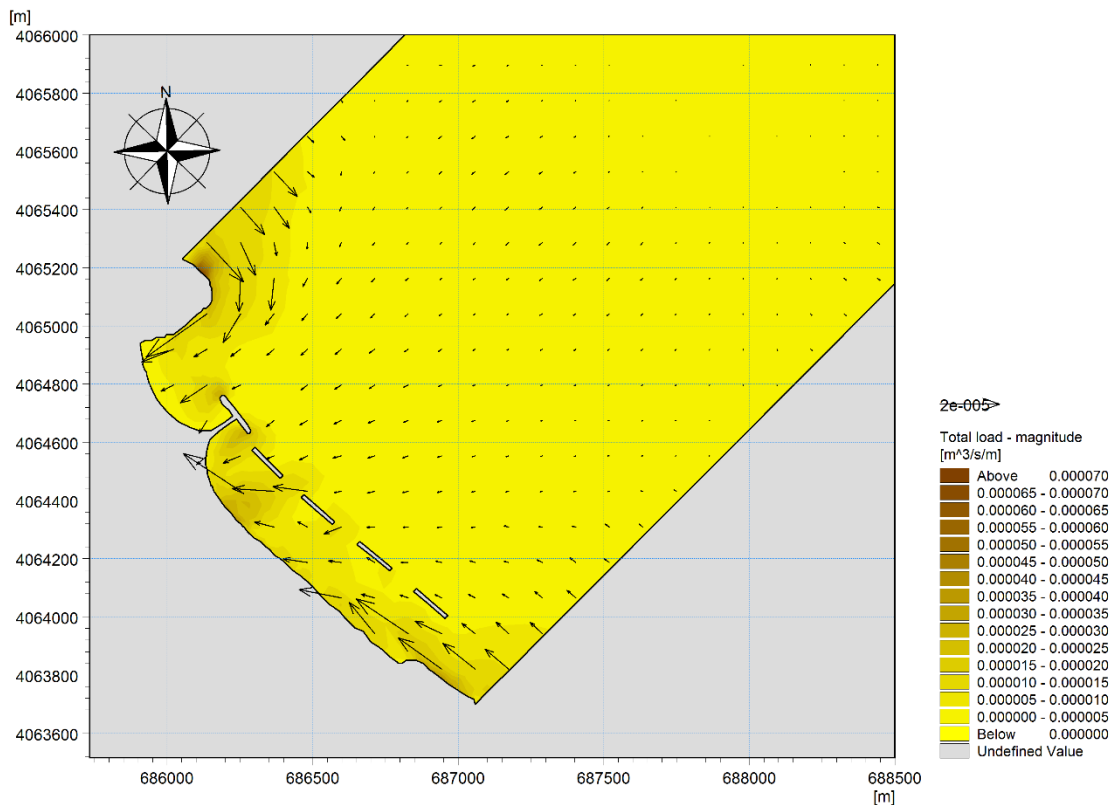 [m]
4066000
4065800
4065600
4065400
4065200
4065000
4064800
4064600
4064400
4064200
4064000
4063800
4063600
N
686000 686500 687000 687500 688000 688500
[m]
2e-005
Total load - magnitude
[m^3/s/m]
Above 0.000070
0.000065 - 0.000070
0.000060 - 0.000065
0.000055 - 0.000060
0.000050 - 0.000055
0.000045 - 0.000050
0.000040 - 0.000045
0.000035 - 0.000040
0.000030 - 0.000035
0.000025 - 0.000030
0.000020 - 0.000025
0.000015 - 0.000020
0.000010 - 0.000015
0.000005 - 0.000010
0.000000 - 0.000005
Below 0.000000
Undefined Value